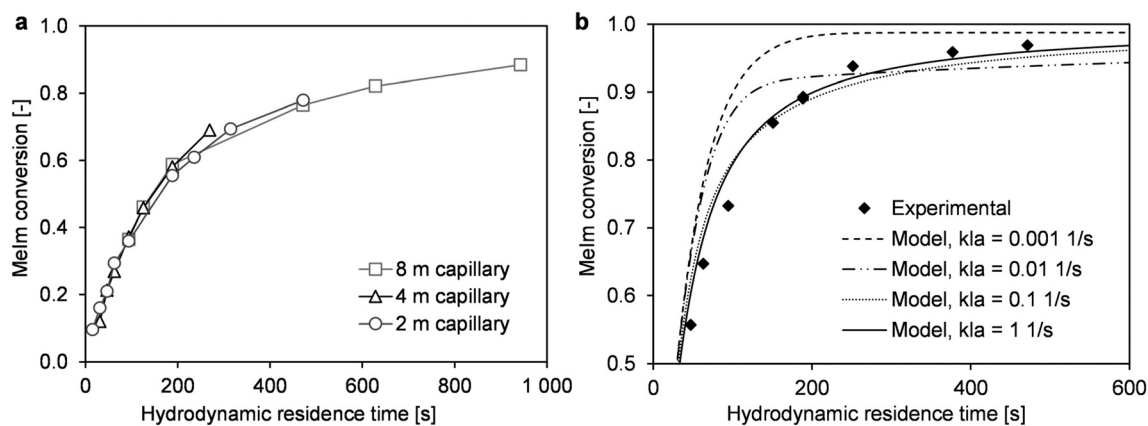 a
1.0
0.8
0.6
0.4
0.2
0.0
MeIm conversion [-]
8 m capillary
4 m capillary
2 m capillary
0 200 400 600 800 1 000
Hydrodynamic residence time [s]
b
1.0
0.9
0.8
0.7
0.6
0.5
MeIm conversion [-]
Experimental
Model, kla = 0.001 1/s
Model, kla = 0.01 1/s
Model, kla = 0.1 1/s
Model, kla = 1 1/s
0 200 400 600
Hydrodynamic residence time [s]